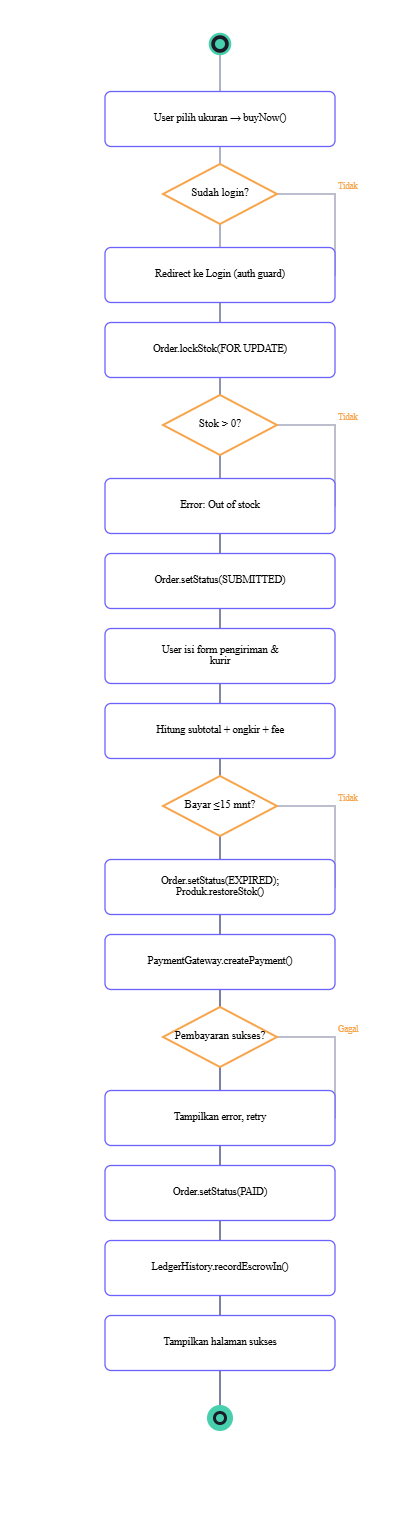 User pilih ukuran → buyNow()
Sudah login?
Tidak
Redirect ke Login (auth guard)
Order.lockStok(FOR UPDATE)
Stok > 0?
Tidak
Error: Out of stock
Order.setStatus(SUBMITTED)
User isi form pengiriman &
kurir
Hitung subtotal + ongkir + fee
Bayar ≤15 mnt?
Tidak
Order.setStatus(EXPIRED);
Produk.restoreStok()
PaymentGateway.createPayment()
Pembayaran sukses?
Gagal
Tampilkan error, retry
Order.setStatus(PAID)
LedgerHistory.recordEscrowIn()
Tampilkan halaman sukses